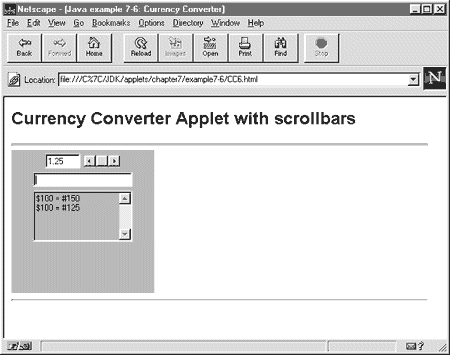 Netscape - [Java example 7-6: Currency Converter]
File Edit View Go Bookmarks Options Directory Window Help
Back Forward Home Reload Images Open Print Find Stop
Location: file:///C%7C/JDK/applets/chapter7/example7-6/CC6.html
N
Currency Converter Applet with scrollbars
1.25
$100 = #150
$100 = #125
?